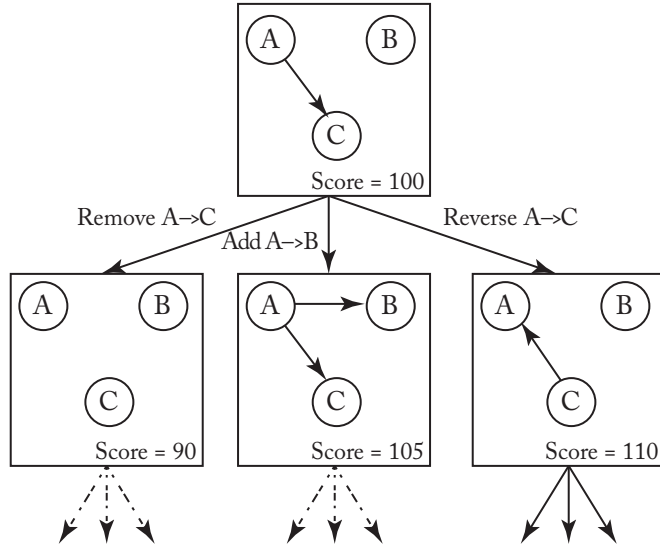 A B
C
Score = 100
Remove A→C
Add A→B
Reverse A→C
A B
C
Score = 90
A B
C
Score = 105
A B
C
Score = 110